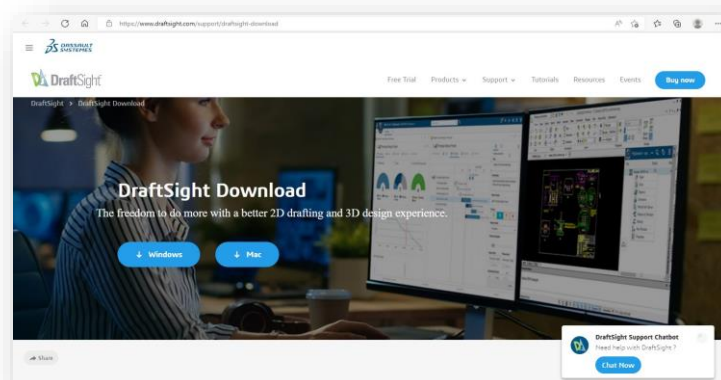 https://www.draftsight.com/support/draftsight-download
DASSAULT
SYSTEMES
DraftSight
Free Trial Products Support Tutorials Resources Events Buy now
DraftSight > DraftSight Download
DraftSight Download
The freedom to do more with a better 2D drafting and 3D design experience.
Windows Mac
Share
DraftSight Support Chatbot
Need help with DraftSight ?
Chat Now